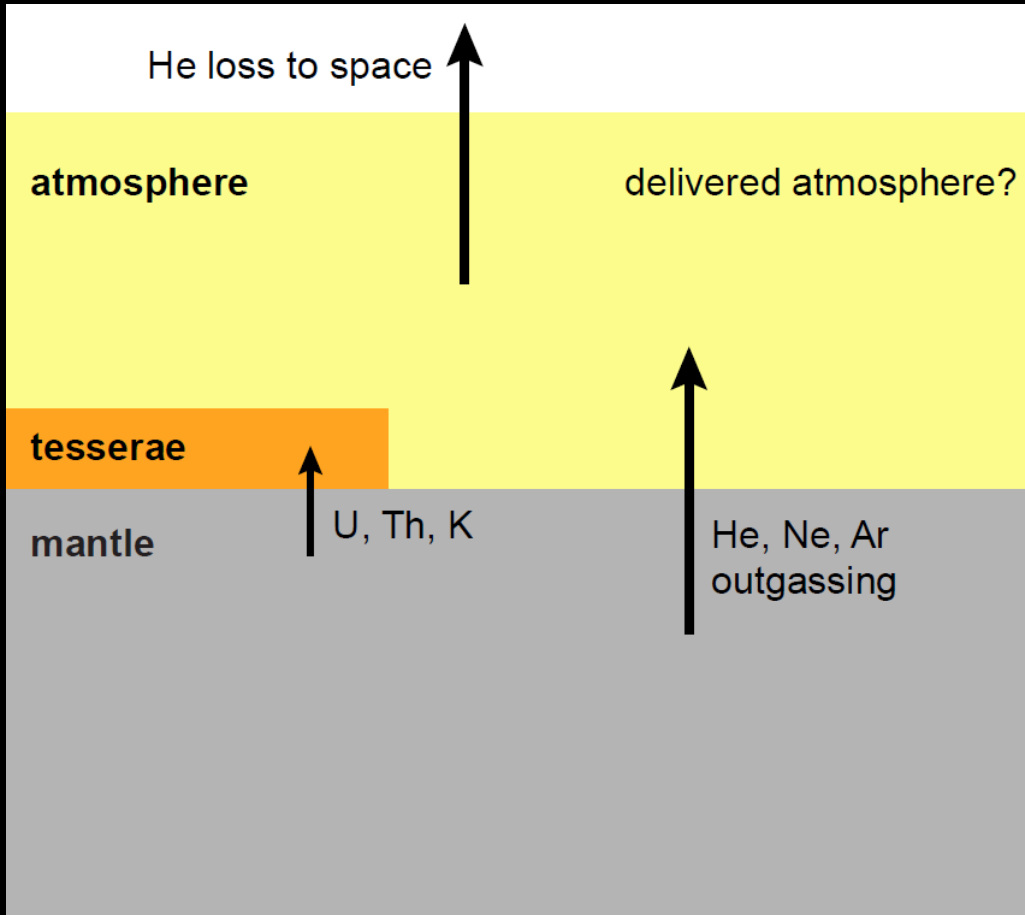 He loss to space
atmosphere
delivered atmosphere?
tesserae
U, Th, K
mantle
He, Ne, Ar
outgassing